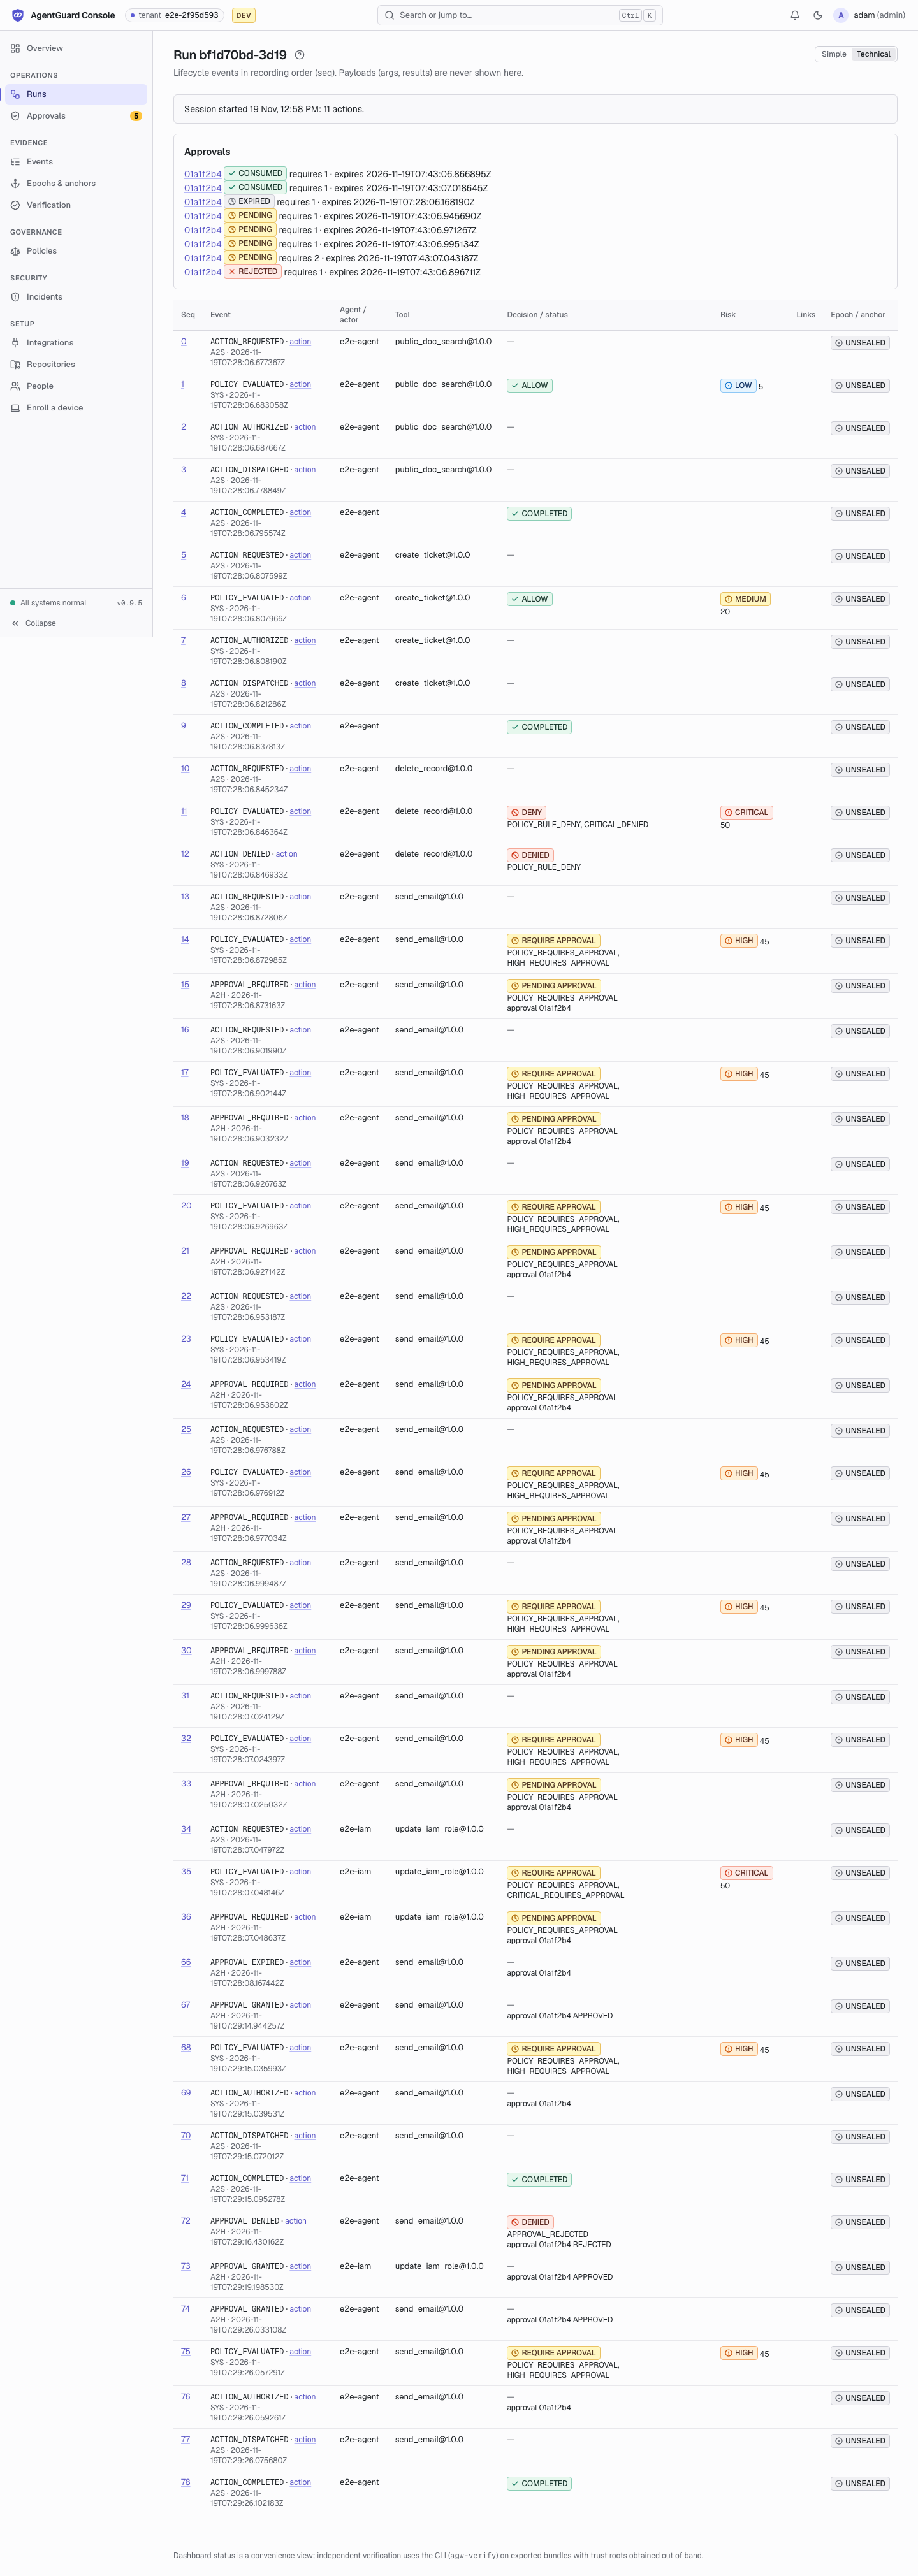 AgentGuard Console
tenant e2e-2f95d593
DEV
Search or jump to...
Ctrl K
A adam (admin)
Overview
OPERATIONS
Runs
Approvals 5
EVIDENCE
Events
Epochs & anchors
Verification
GOVERNANCE
Policies
SECURITY
Incidents
SETUP
Integrations
Repositories
People
Enroll a device
All systems normal v0.9.5
Collapse
Run bf1d70bd-3d19
Simple Technical
Lifecycle events in recording order (seq). Payloads (args, results) are never shown here.
Session started 19 Nov, 12:58 PM: 11 actions.
Approvals
01a1f2b4 CONSUMED requires 1 · expires 2026-11-19T07:43:06.866895Z
01a1f2b4 CONSUMED requires 1 · expires 2026-11-19T07:43:07.018645Z
01a1f2b4 EXPIRED requires 1 · expires 2026-11-19T07:28:06.168190Z
01a1f2b4 PENDING requires 1 · expires 2026-11-19T07:43:06.945690Z
01a1f2b4 PENDING requires 1 · expires 2026-11-19T07:43:06.971267Z
01a1f2b4 PENDING requires 1 · expires 2026-11-19T07:43:06.995134Z
01a1f2b4 PENDING requires 2 · expires 2026-11-19T07:43:07.043187Z
01a1f2b4 REJECTED requires 1 · expires 2026-11-19T07:43:06.896711Z
Seq Event Agent / actor Tool Decision / status Risk Links Epoch / anchor
0 ACTION_REQUESTED · action e2e-agent public_doc_search@1.0.0 — UNSEALED
A2S · 2026-11-
19T07:28:06.677367Z
1 POLICY_EVALUATED · action e2e-agent public_doc_search@1.0.0 ALLOW LOW 5 UNSEALED
SYS · 2026-11-
19T07:28:06.683058Z
2 ACTION_AUTHORIZED · action e2e-agent public_doc_search@1.0.0 — UNSEALED
SYS · 2026-11-
19T07:28:06.687667Z
3 ACTION_DISPATCHED · action e2e-agent public_doc_search@1.0.0 — UNSEALED
A2S · 2026-11-
19T07:28:06.778849Z
4 ACTION_COMPLETED · action e2e-agent COMPLETED UNSEALED
A2S · 2026-11-
19T07:28:06.795574Z
5 ACTION_REQUESTED · action e2e-agent create_ticket@1.0.0 — UNSEALED
A2S · 2026-11-
19T07:28:06.807599Z
6 POLICY_EVALUATED · action e2e-agent create_ticket@1.0.0 ALLOW MEDIUM UNSEALED
SYS · 2026-11- 20
19T07:28:06.807966Z
7 ACTION_AUTHORIZED · action e2e-agent create_ticket@1.0.0 — UNSEALED
SYS · 2026-11-
19T07:28:06.808190Z
8 ACTION_DISPATCHED · action e2e-agent create_ticket@1.0.0 — UNSEALED
A2S · 2026-11-
19T07:28:06.821286Z
9 ACTION_COMPLETED · action e2e-agent COMPLETED UNSEALED
A2S · 2026-11-
19T07:28:06.837813Z
10 ACTION_REQUESTED · action e2e-agent delete_record@1.0.0 — UNSEALED
A2S · 2026-11-
19T07:28:06.845234Z
11 POLICY_EVALUATED · action e2e-agent delete_record@1.0.0 DENY CRITICAL UNSEALED
SYS · 2026-11- POLICY_RULE_DENY, CRITICAL_DENIED 50
19T07:28:06.846364Z
12 ACTION_DENIED · action e2e-agent delete_record@1.0.0 DENIED UNSEALED
SYS · 2026-11- POLICY_RULE_DENY
19T07:28:06.846933Z
13 ACTION_REQUESTED · action e2e-agent send_email@1.0.0 — UNSEALED
A2S · 2026-11-
19T07:28:06.872806Z
14 POLICY_EVALUATED · action e2e-agent send_email@1.0.0 REQUIRE APPROVAL HIGH 45 UNSEALED
SYS · 2026-11- POLICY_REQUIRES_APPROVAL,
19T07:28:06.872985Z HIGH_REQUIRES_APPROVAL
15 APPROVAL_REQUIRED · action e2e-agent send_email@1.0.0 PENDING APPROVAL UNSEALED
A2H · 2026-11- POLICY_REQUIRES_APPROVAL
19T07:28:06.873163Z approval 01a1f2b4
16 ACTION_REQUESTED · action e2e-agent send_email@1.0.0 — UNSEALED
A2S · 2026-11-
19T07:28:06.901990Z
17 POLICY_EVALUATED · action e2e-agent send_email@1.0.0 REQUIRE APPROVAL HIGH 45 UNSEALED
SYS · 2026-11- POLICY_REQUIRES_APPROVAL,
19T07:28:06.902144Z HIGH_REQUIRES_APPROVAL
18 APPROVAL_REQUIRED · action e2e-agent send_email@1.0.0 PENDING APPROVAL UNSEALED
A2H · 2026-11- POLICY_REQUIRES_APPROVAL
19T07:28:06.903232Z approval 01a1f2b4
19 ACTION_REQUESTED · action e2e-agent send_email@1.0.0 — UNSEALED
A2S · 2026-11-
19T07:28:06.926763Z
20 POLICY_EVALUATED · action e2e-agent send_email@1.0.0 REQUIRE APPROVAL HIGH 45 UNSEALED
SYS · 2026-11- POLICY_REQUIRES_APPROVAL,
19T07:28:06.926963Z HIGH_REQUIRES_APPROVAL
21 APPROVAL_REQUIRED · action e2e-agent send_email@1.0.0 PENDING APPROVAL UNSEALED
A2H · 2026-11- POLICY_REQUIRES_APPROVAL
19T07:28:06.927142Z approval 01a1f2b4
22 ACTION_REQUESTED · action e2e-agent send_email@1.0.0 — UNSEALED
A2S · 2026-11-
19T07:28:06.953187Z
23 POLICY_EVALUATED · action e2e-agent send_email@1.0.0 REQUIRE APPROVAL HIGH 45 UNSEALED
SYS · 2026-11- POLICY_REQUIRES_APPROVAL,
19T07:28:06.953419Z HIGH_REQUIRES_APPROVAL
24 APPROVAL_REQUIRED · action e2e-agent send_email@1.0.0 PENDING APPROVAL UNSEALED
A2H · 2026-11- POLICY_REQUIRES_APPROVAL
19T07:28:06.953602Z approval 01a1f2b4
25 ACTION_REQUESTED · action e2e-agent send_email@1.0.0 — UNSEALED
A2S · 2026-11-
19T07:28:06.976788Z
26 POLICY_EVALUATED · action e2e-agent send_email@1.0.0 REQUIRE APPROVAL HIGH 45 UNSEALED
SYS · 2026-11- POLICY_REQUIRES_APPROVAL,
19T07:28:06.976912Z HIGH_REQUIRES_APPROVAL
27 APPROVAL_REQUIRED · action e2e-agent send_email@1.0.0 PENDING APPROVAL UNSEALED
A2H · 2026-11- POLICY_REQUIRES_APPROVAL
19T07:28:06.977034Z approval 01a1f2b4
28 ACTION_REQUESTED · action e2e-agent send_email@1.0.0 — UNSEALED
A2S · 2026-11-
19T07:28:06.999487Z
29 POLICY_EVALUATED · action e2e-agent send_email@1.0.0 REQUIRE APPROVAL HIGH 45 UNSEALED
SYS · 2026-11- POLICY_REQUIRES_APPROVAL,
19T07:28:06.999636Z HIGH_REQUIRES_APPROVAL
30 APPROVAL_REQUIRED · action e2e-agent send_email@1.0.0 PENDING APPROVAL UNSEALED
A2H · 2026-11- POLICY_REQUIRES_APPROVAL
19T07:28:06.999788Z approval 01a1f2b4
31 ACTION_REQUESTED · action e2e-agent send_email@1.0.0 — UNSEALED
A2S · 2026-11-
19T07:28:07.024129Z
32 POLICY_EVALUATED · action e2e-agent send_email@1.0.0 REQUIRE APPROVAL HIGH 45 UNSEALED
SYS · 2026-11- POLICY_REQUIRES_APPROVAL,
19T07:28:07.024397Z HIGH_REQUIRES_APPROVAL
33 APPROVAL_REQUIRED · action e2e-agent send_email@1.0.0 PENDING APPROVAL UNSEALED
A2H · 2026-11- POLICY_REQUIRES_APPROVAL
19T07:28:07.025032Z approval 01a1f2b4
34 ACTION_REQUESTED · action e2e-iam update_iam_role@1.0.0 — UNSEALED
A2S · 2026-11-
19T07:28:07.047972Z
35 POLICY_EVALUATED · action e2e-iam update_iam_role@1.0.0 REQUIRE APPROVAL CRITICAL UNSEALED
SYS · 2026-11- POLICY_REQUIRES_APPROVAL, 50
19T07:28:07.048146Z CRITICAL_REQUIRES_APPROVAL
36 APPROVAL_REQUIRED · action e2e-iam update_iam_role@1.0.0 PENDING APPROVAL UNSEALED
A2H · 2026-11- POLICY_REQUIRES_APPROVAL
19T07:28:07.048637Z approval 01a1f2b4
66 APPROVAL_EXPIRED · action e2e-agent send_email@1.0.0 — UNSEALED
A2H · 2026-11- approval 01a1f2b4
19T07:28:08.167442Z
67 APPROVAL_GRANTED · action e2e-agent send_email@1.0.0 — UNSEALED
A2H · 2026-11- approval 01a1f2b4 APPROVED
19T07:29:14.944257Z
68 POLICY_EVALUATED · action e2e-agent send_email@1.0.0 REQUIRE APPROVAL HIGH 45 UNSEALED
SYS · 2026-11- POLICY_REQUIRES_APPROVAL,
19T07:29:15.035993Z HIGH_REQUIRES_APPROVAL
69 ACTION_AUTHORIZED · action e2e-agent send_email@1.0.0 — UNSEALED
SYS · 2026-11- approval 01a1f2b4
19T07:29:15.039531Z
70 ACTION_DISPATCHED · action e2e-agent send_email@1.0.0 — UNSEALED
A2S · 2026-11-
19T07:29:15.072012Z
71 ACTION_COMPLETED · action e2e-agent COMPLETED UNSEALED
A2S · 2026-11-
19T07:29:15.095278Z
72 APPROVAL_DENIED · action e2e-agent send_email@1.0.0 DENIED UNSEALED
A2H · 2026-11- APPROVAL_REJECTED
19T07:29:16.430162Z approval 01a1f2b4 REJECTED
73 APPROVAL_GRANTED · action e2e-iam update_iam_role@1.0.0 — UNSEALED
A2H · 2026-11- approval 01a1f2b4 APPROVED
19T07:29:19.198530Z
74 APPROVAL_GRANTED · action e2e-agent send_email@1.0.0 — UNSEALED
A2H · 2026-11- approval 01a1f2b4 APPROVED
19T07:29:26.033108Z
75 POLICY_EVALUATED · action e2e-agent send_email@1.0.0 REQUIRE APPROVAL HIGH 45 UNSEALED
SYS · 2026-11- POLICY_REQUIRES_APPROVAL,
19T07:29:26.057291Z HIGH_REQUIRES_APPROVAL
76 ACTION_AUTHORIZED · action e2e-agent send_email@1.0.0 — UNSEALED
SYS · 2026-11- approval 01a1f2b4
19T07:29:26.059261Z
77 ACTION_DISPATCHED · action e2e-agent send_email@1.0.0 — UNSEALED
A2S · 2026-11-
19T07:29:26.075680Z
78 ACTION_COMPLETED · action e2e-agent COMPLETED UNSEALED
A2S · 2026-11-
19T07:29:26.102183Z
Dashboard status is a convenience view; independent verification uses the CLI (agw-verify) on exported bundles with trust roots obtained out of band.